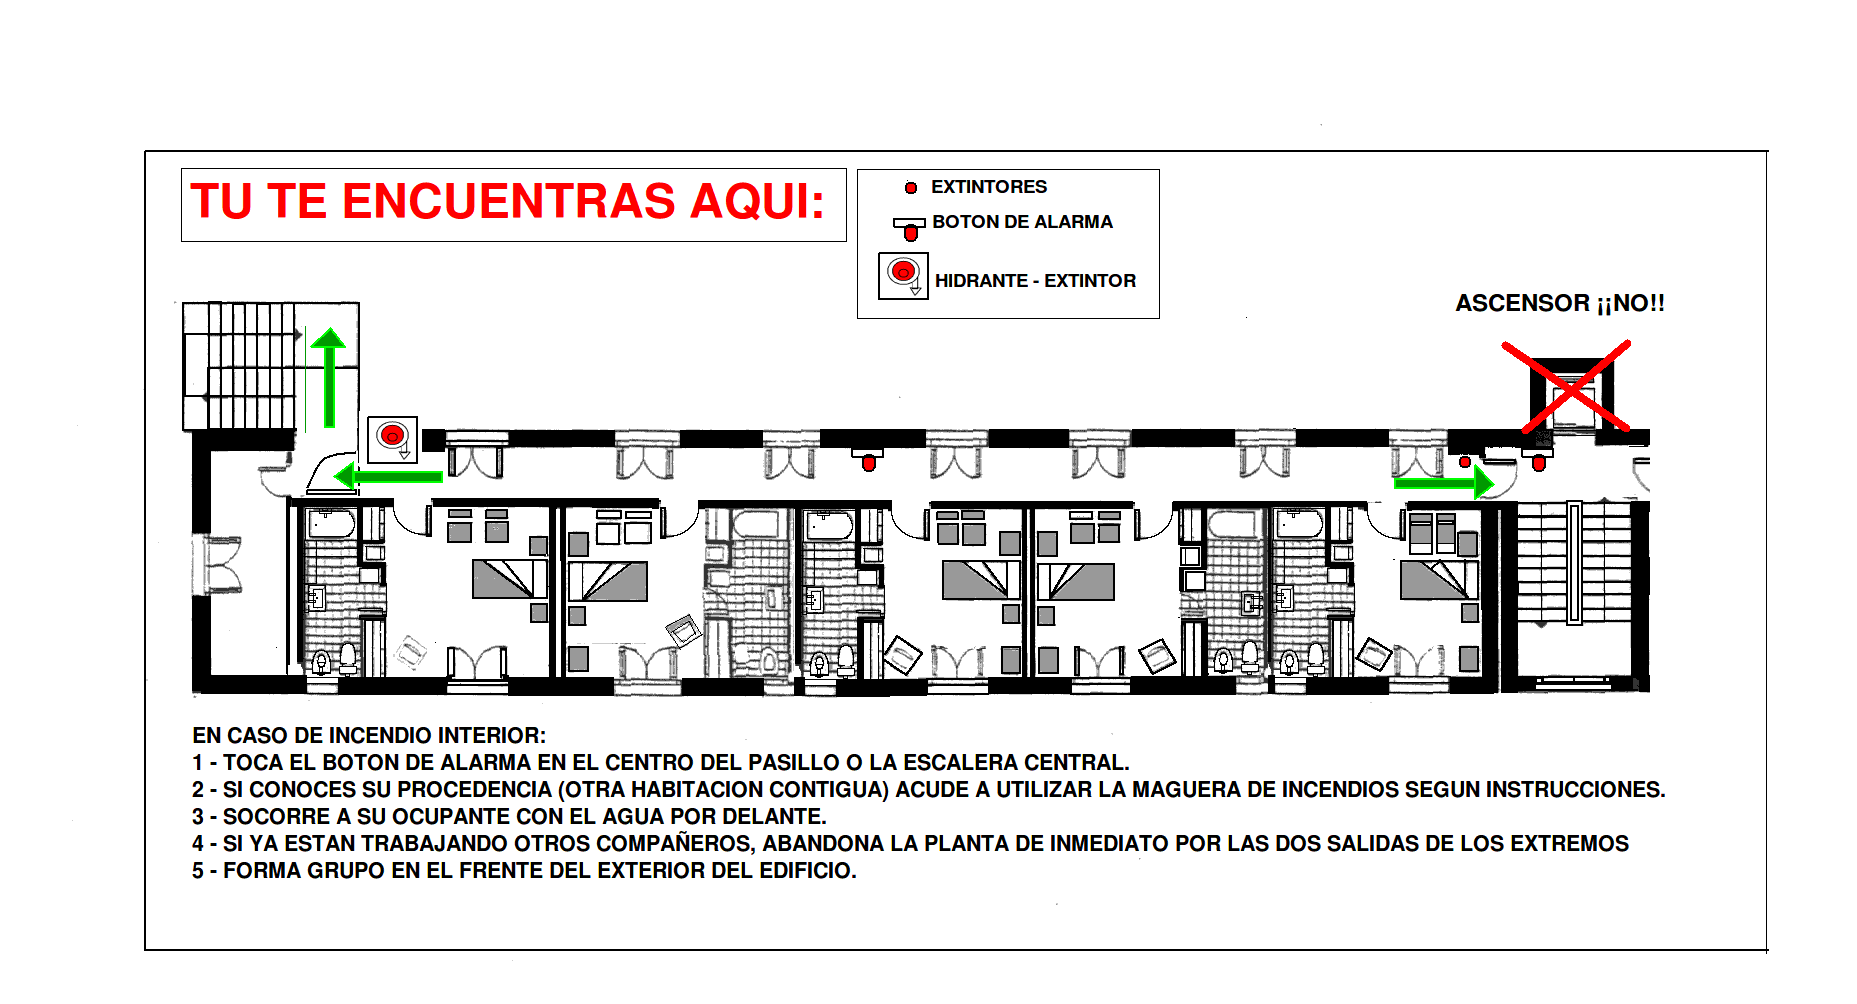 TU TE ENCUENTRAS AQUI:
EXTINTORES
BOTON DE ALARMA
HIDRANTE - EXTINTOR
ASCENSOR ¡¡NO!!
EN CASO DE INCENDIO INTERIOR:
1 - TOCA EL BOTON DE ALARMA EN EL CENTRO DEL PASILLO O LA ESCALERA CENTRAL.
2 - SI CONOCES SU PROCEDENCIA (OTRA HABITACION CONTIGUA) ACUDE A UTILIZAR LA MAGUERA DE INCENDIOS SEGUN INSTRUCCIONES.
3 - SOCORRE A SU OCUPANTE CON EL AGUA POR DELANTE.
4 - SI YA ESTAN TRABAJANDO OTROS COMPAÑEROS, ABANDONA LA PLANTA DE INMEDIATO POR LAS DOS SALIDAS DE LOS EXTREMOS
5 - FORMA GRUPO EN EL FRENTE DEL EXTERIOR DEL EDIFICIO.